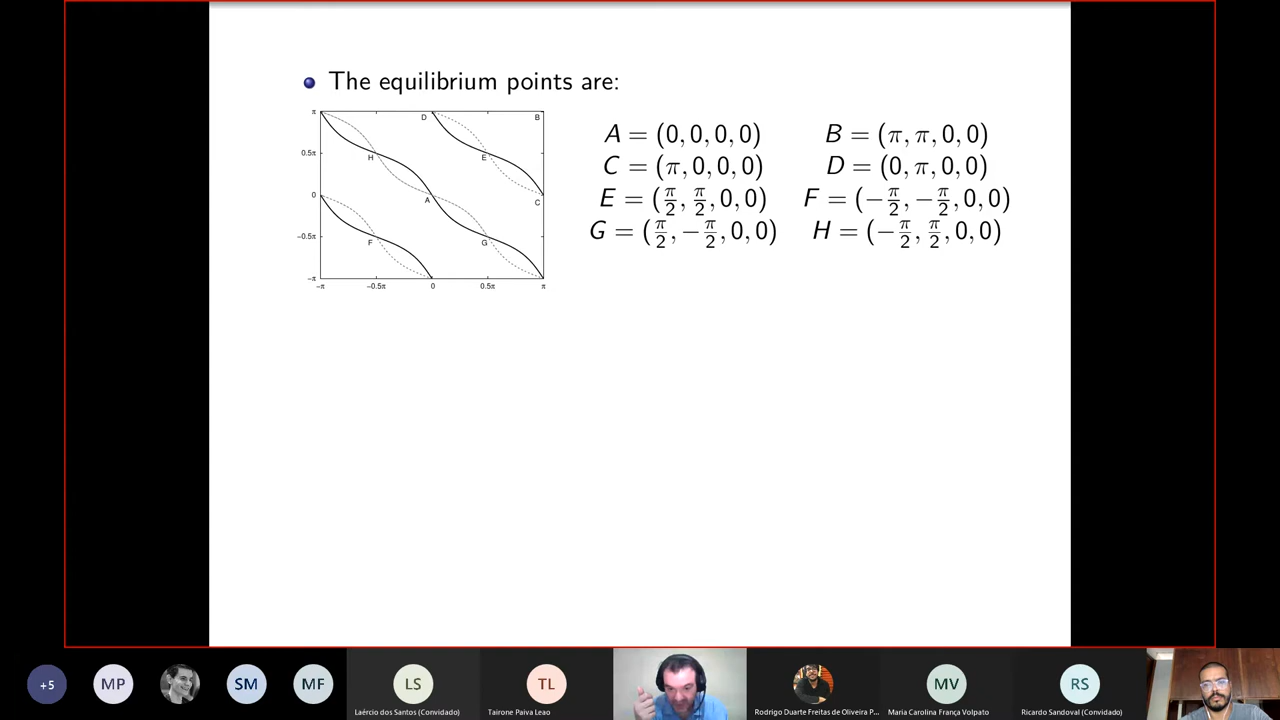 The equilibrium points are:
π
0.5π
0
−0.5π
−π
−π
−0.5π
0
0.5π
π
D
B
H
E
A
C
F
G
A = (0, 0, 0, 0) B = (π, π, 0, 0)
C = (π, 0, 0, 0) D = (0, π, 0, 0)
E = (π/2, π/2, 0, 0) F = (−π/2, −π/2, 0, 0)
G = (π/2, −π/2, 0, 0) H = (−π/2, π/2, 0, 0)
+5
MP
SM
MF
LS
TL
MV
RS
Laércio dos Santos (Convidado)
Tairone Paiva Leao
Rodrigo Duarte Freitas de Oliveira P...
Maria Carolina França Volpato
Ricardo Sandoval (Convidado)